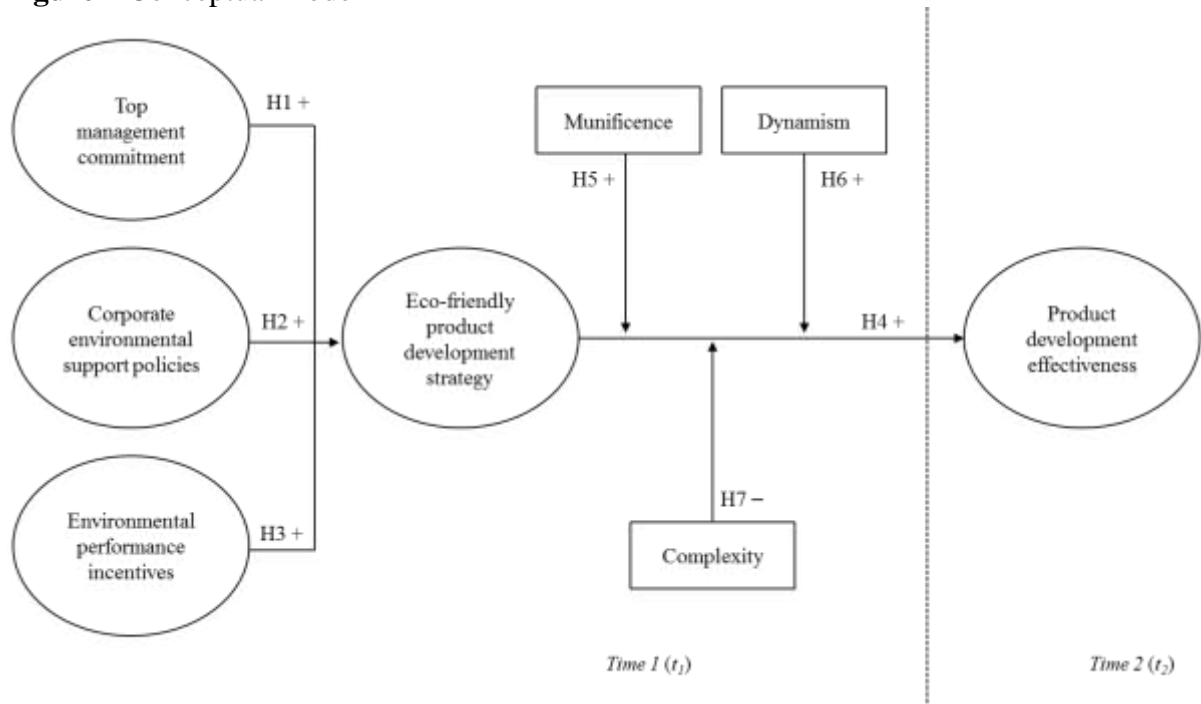 Top
management
commitment
H1 +
Corporate
environmental
support policies
H2 +
Environmental
performance
incentives
H3 +
Eco-friendly
product
development
strategy
Munificence
H5 +
Dynamism
H6 +
H4 +
H7 –
Complexity
Product
development
effectiveness
Time 1 (t₁)
Time 2 (t₂)